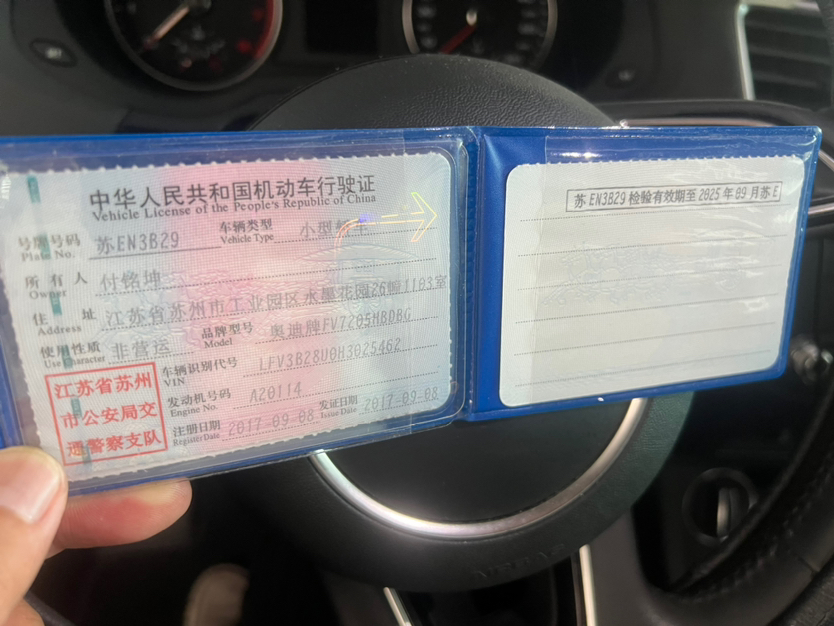 中华人民共和国机动车行驶证
Vehicle License of the People's Republic of China
号牌号码 苏EN3B29 车辆类型 小型轿车
Plate No. Vehicle Type
所有人 付铭坤
Owner
住址 江苏省苏州市工业园区水墨花园26幢1103室
Address
使用性质 非营运 品牌型号 奥迪牌FV7205HBDBG
Use Character Model
车辆识别代号 LFV3B28U0H3025462
VIN
发动机号码 A20114
Engine No.
注册日期 2017-09-08 发证日期 2017-09-08
Register Date Issue Date
江苏省苏州
市公安局交
通警察支队
苏EN3B29 检验有效期至 2025 年 09 月苏E